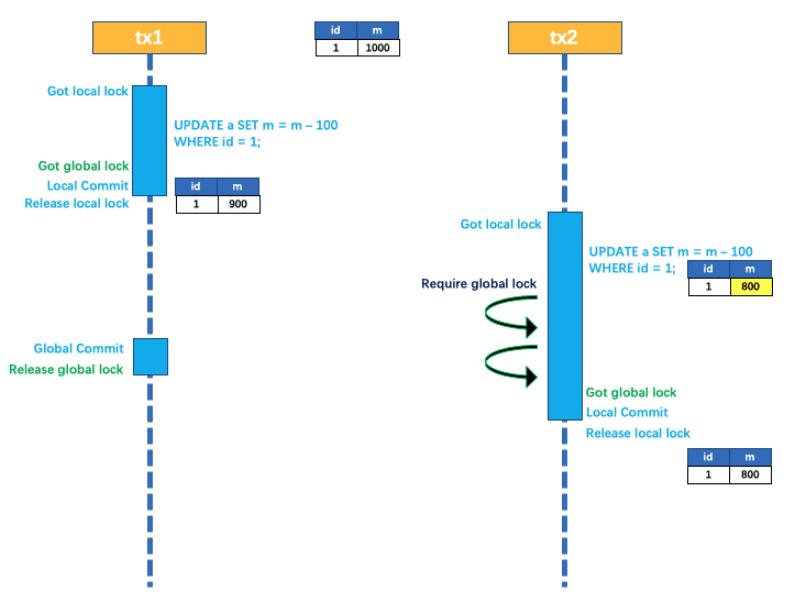 tx1
id m
1 1000
tx2
Got local lock
UPDATE a SET m = m – 100
WHERE id = 1;
Got global lock
Local Commit
Release local lock
id m
1 900
Got local lock
UPDATE a SET m = m – 100
WHERE id = 1;
id m
1 800
Require global lock
Global Commit
Release global lock
Got global lock
Local Commit
Release local lock
id m
1 800